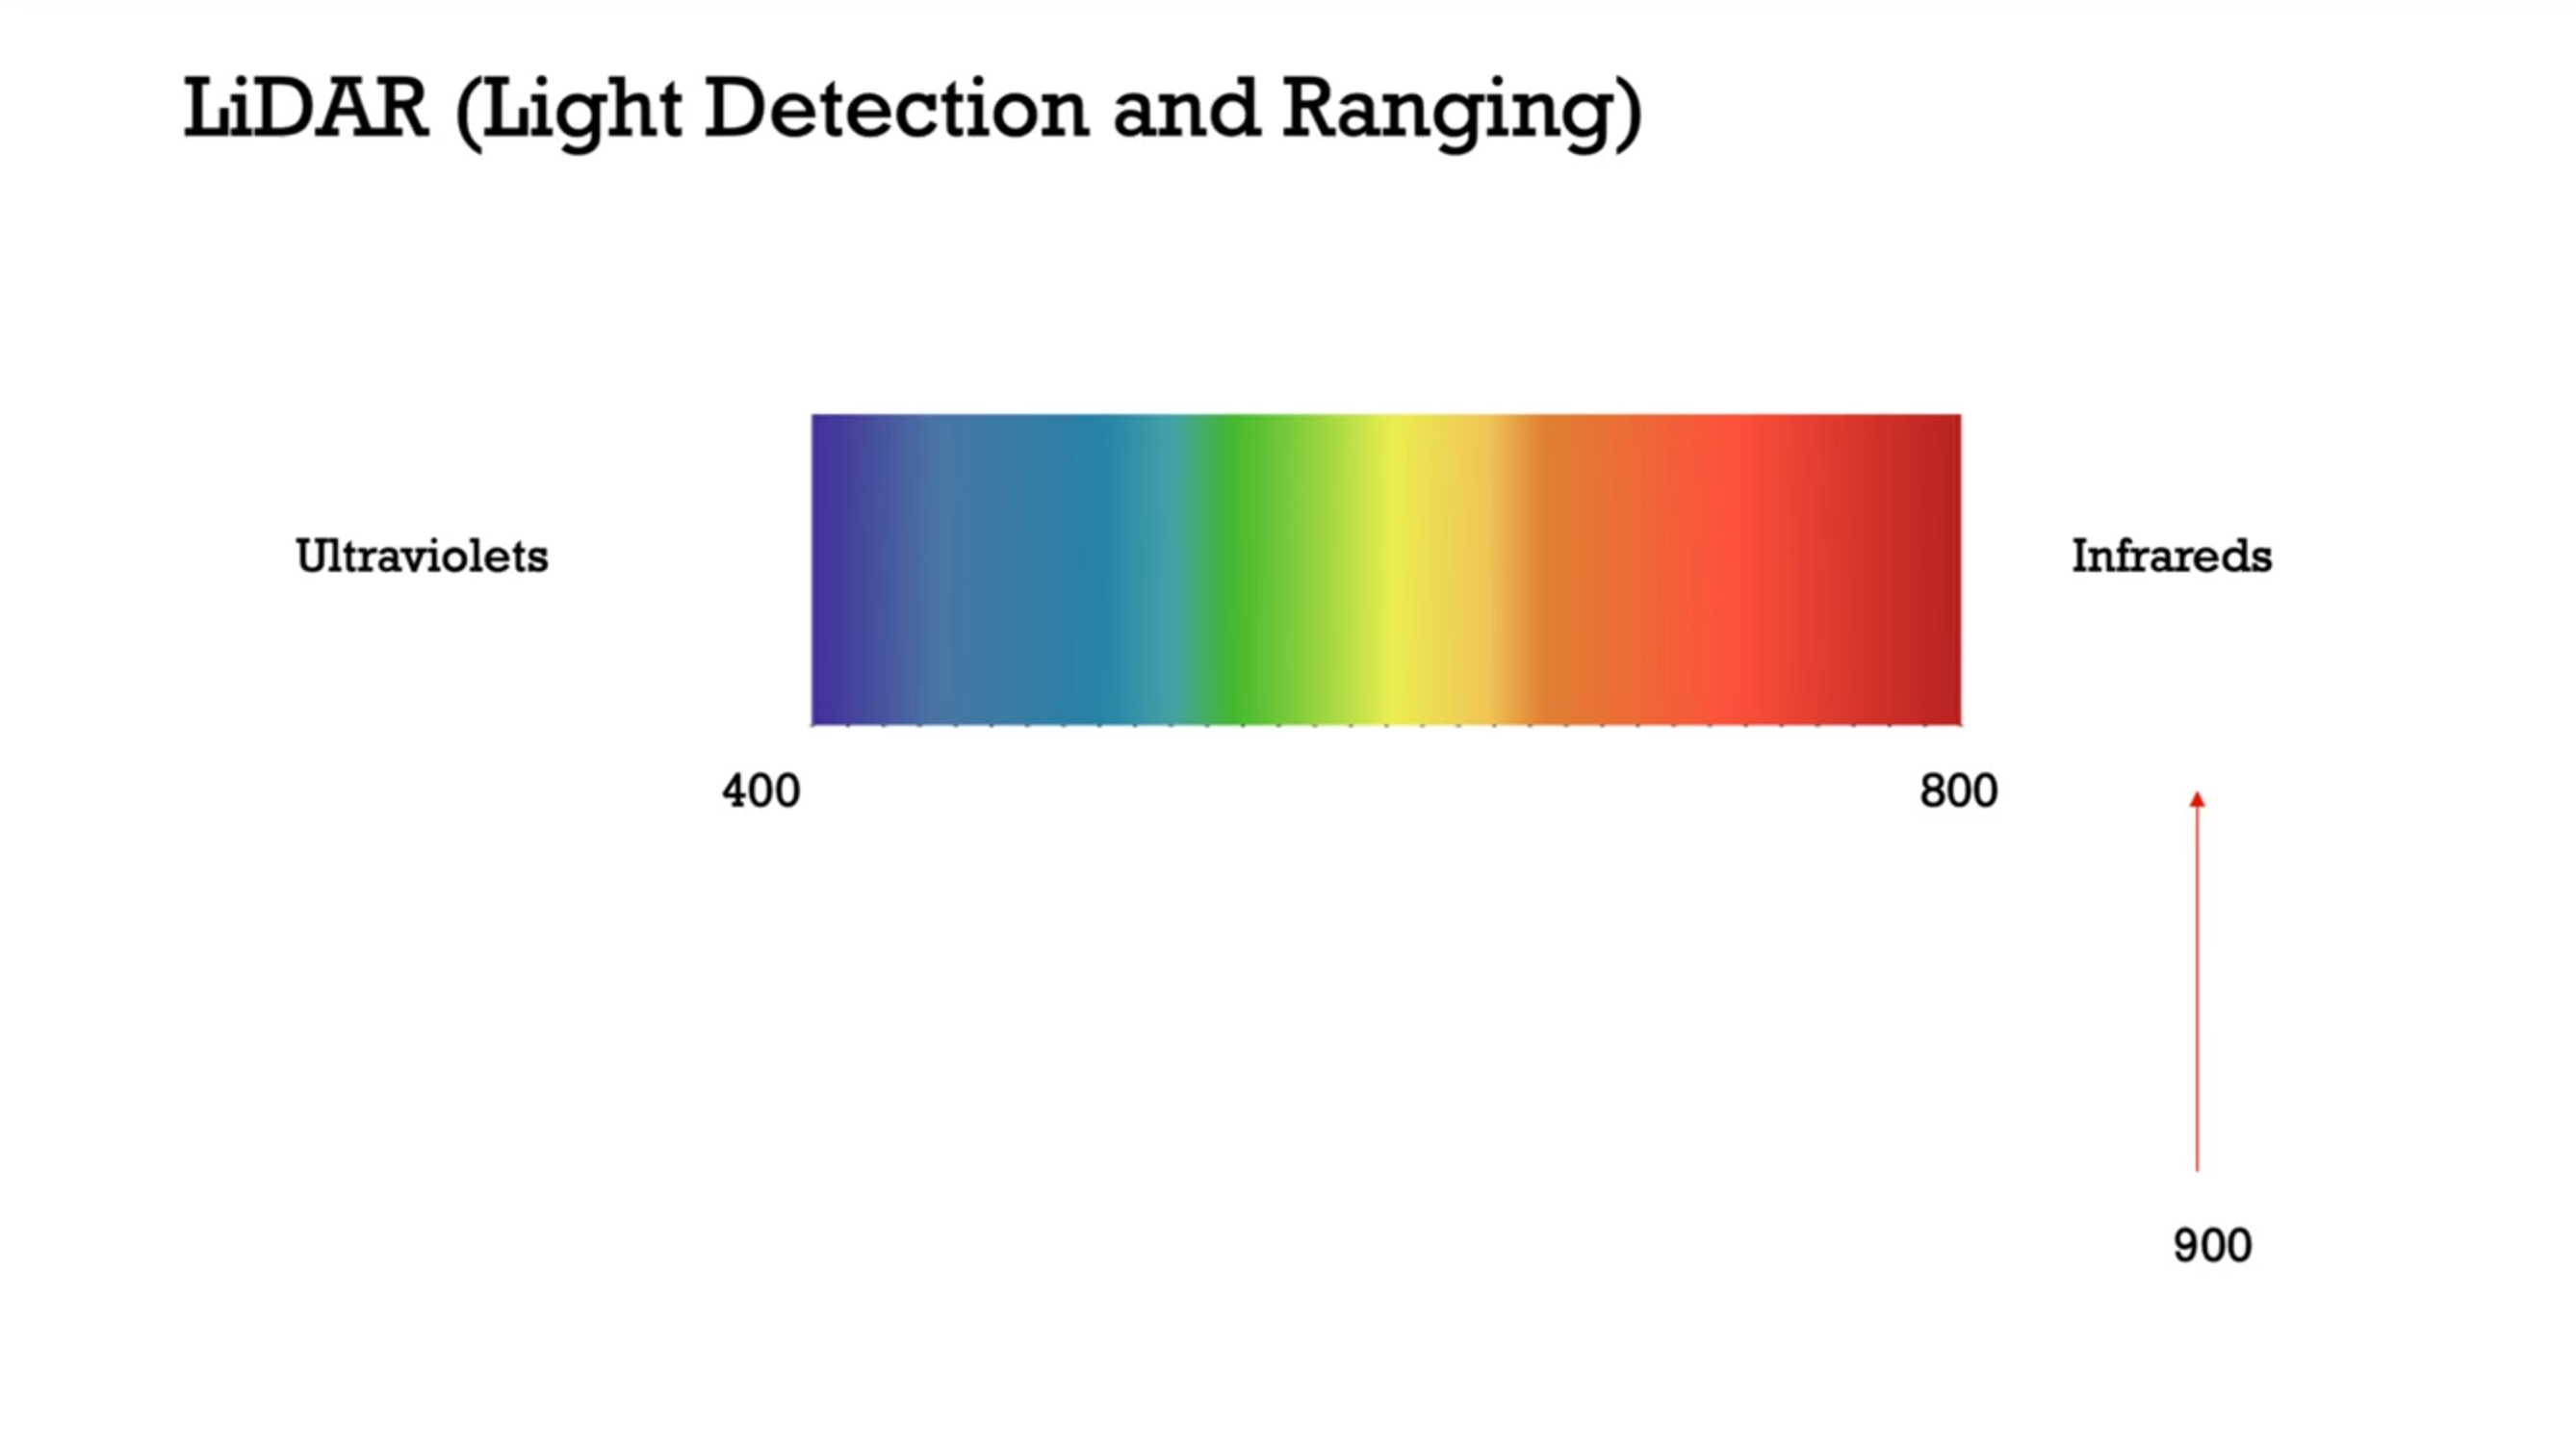 LiDAR (Light Detection and Ranging)
Ultraviolets
Infrareds
400
800
900